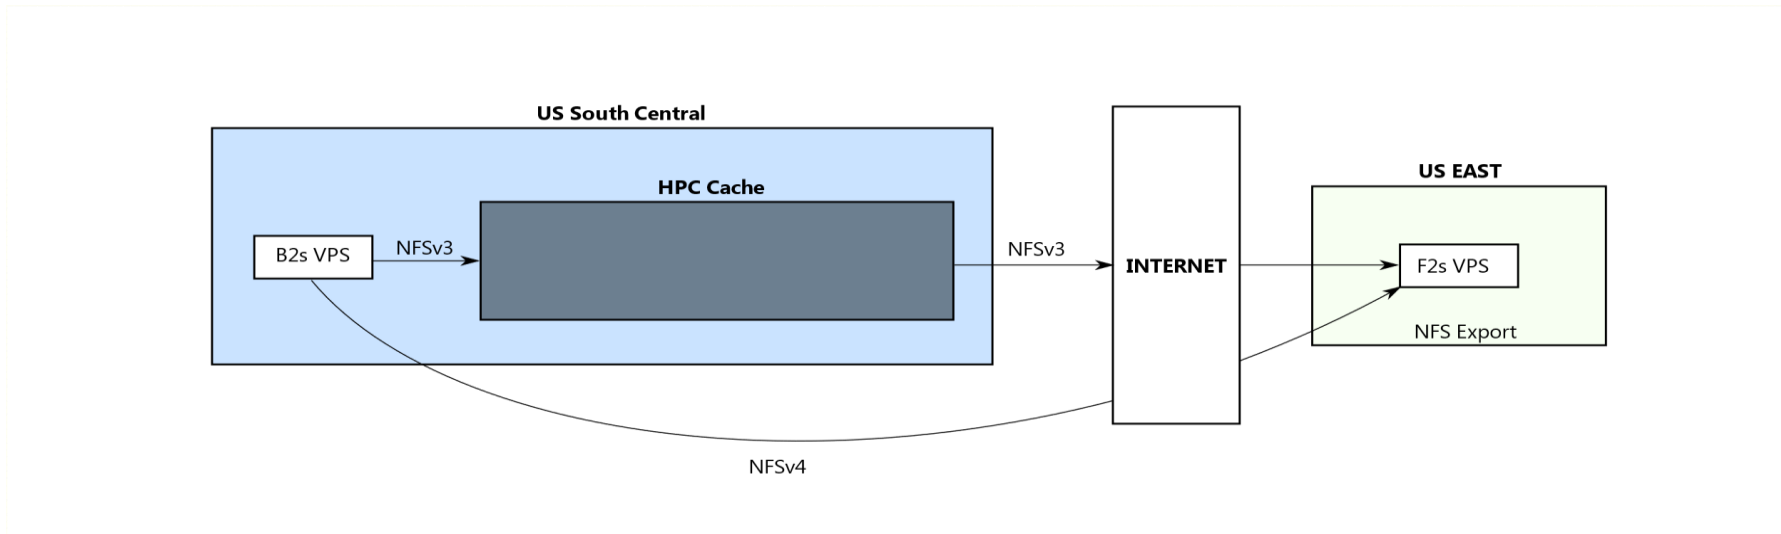 US South Central
HPC Cache
B2s VPS
NFSv3
NFSv3
INTERNET
US EAST
F2s VPS
NFS Export
NFSv4